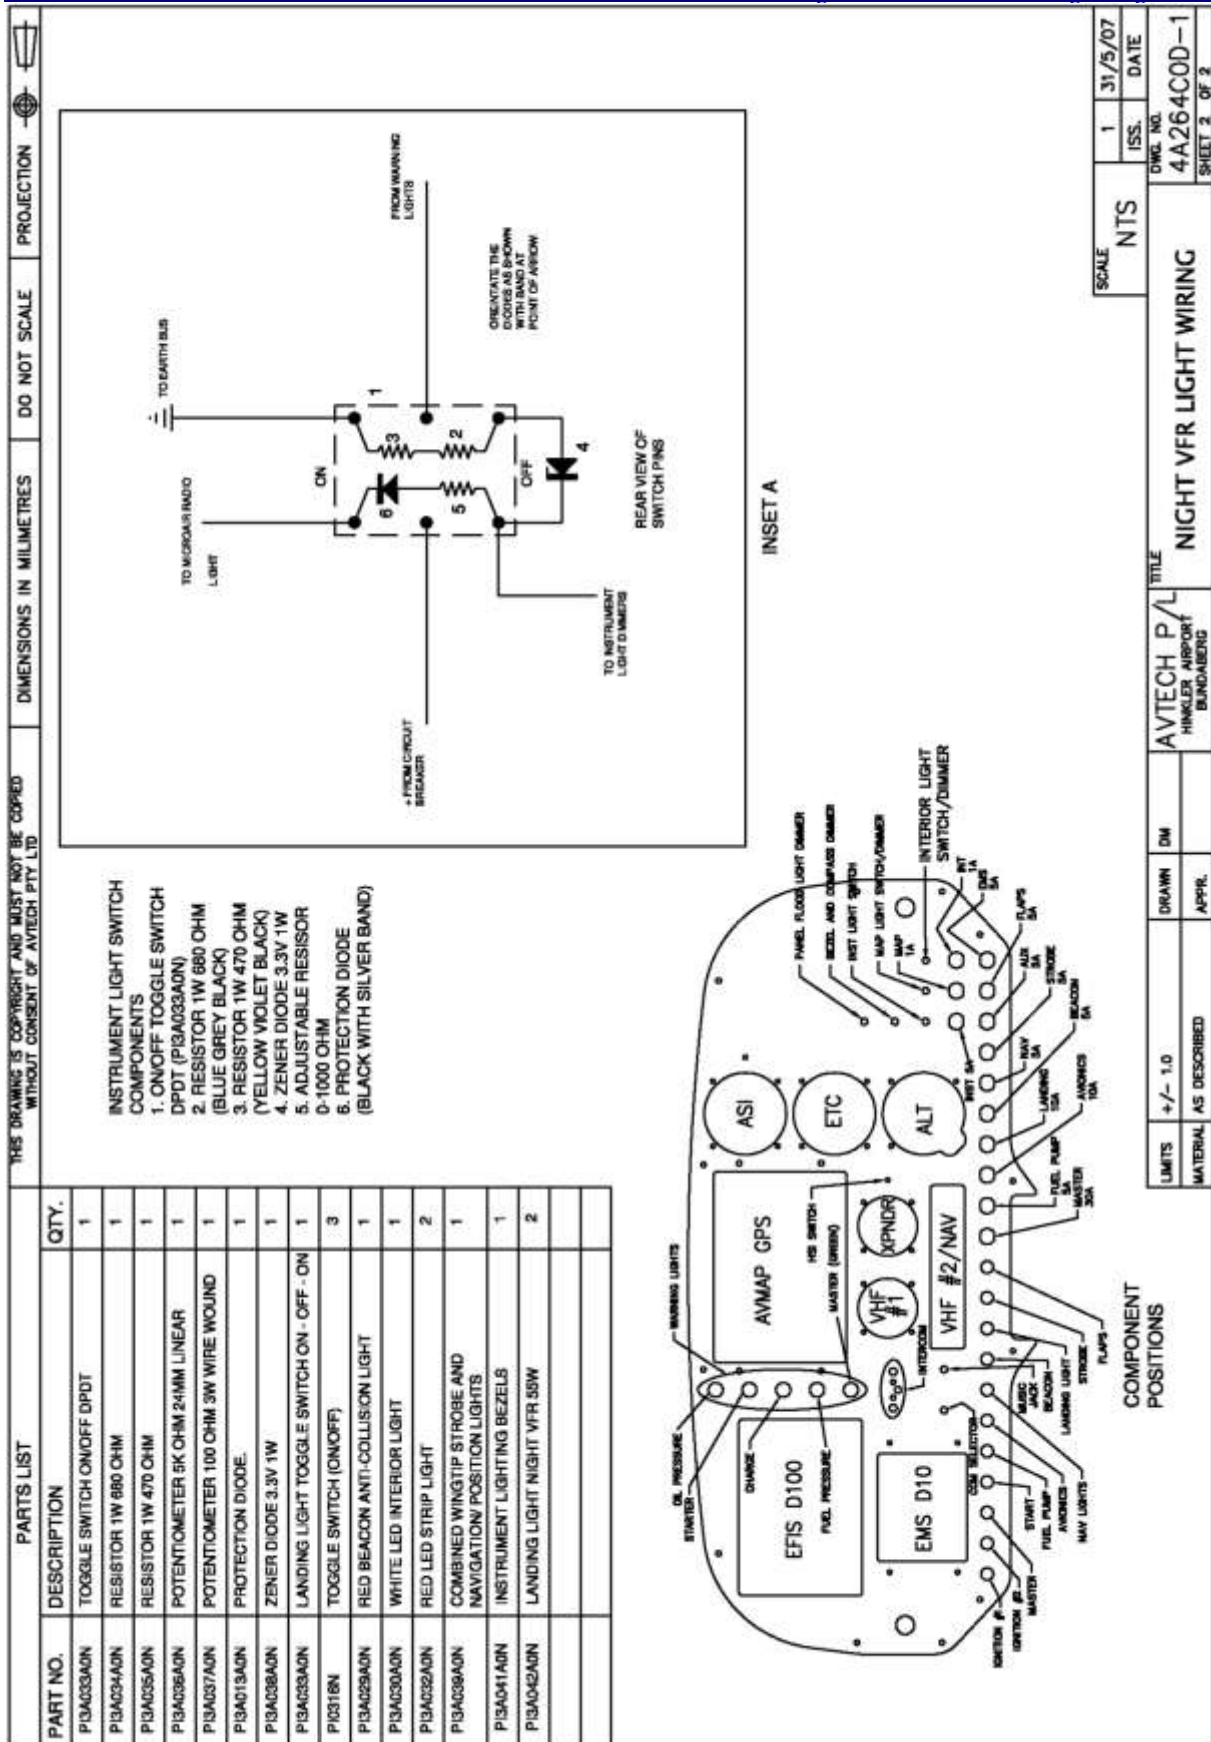 THIS DRAWING IS COPYRIGHT AND MUST NOT BE COPIED
WITHOUT CONSENT OF AVTECH PTY LTD
DIMENSIONS IN MILIMETRES
DO NOT SCALE
PROJECTION
PARTS LIST
PART NO. DESCRIPTION QTY.
PI3A033A0N TOGGLE SWITCH ON/OFF DPDT 1
PI3A034A0N RESISTOR 1W 680 OHM 1
PI3A035A0N RESISTOR 1W 470 OHM 1
PI3A036A0N POTENTIOMETER 5K OHM 24MM LINEAR 1
PI3A037A0N POTENTIOMETER 100 OHM 3W WIRE WOUND 1
PI3A013A0N PROTECTION DIODE. 1
PI3A038A0N ZENER DIODE 3.3V 1W 1
PI3A033A0N LANDING LIGHT TOGGLE SWITCH ON - OFF - ON 1
PI0316N TOGGLE SWITCH (ON/OFF) 3
PI3A029A0N RED BEACON ANTI-COLLISION LIGHT 1
PI3A030A0N WHITE LED INTERIOR LIGHT 1
PI3A032A0N RED LED STRIP LIGHT 2
PI3A039A0N COMBINED WINGTIP STROBE AND 1
NAVIGATION/ POSITION LIGHTS
PI3A041A0N INSTRUMENT LIGHTING BEZELS 1
PI3A042A0N LANDING LIGHT NIGHT VFR 55W 2
INSTRUMENT LIGHT SWITCH
COMPONENTS
1. ON/OFF TOGGLE SWITCH
DPDT (PI3A033A0N)
2. RESISTOR 1W 680 OHM
(BLUE GREY BLACK)
3. RESISTOR 1W 470 OHM
(YELLOW VIOLET BLACK)
4. ZENER DIODE 3.3V 1W
5. ADJUSTABLE RESISOR
0-1000 OHM
6. PROTECTION DIODE
(BLACK WITH SILVER BAND)
TO EARTH BUS
TO MICROAIR RADIO
LIGHT
ON
1
3
6
2
5
OFF
4
FROM WARNING
LIGHTS
+ FROM CIRCUIT
BREAKER
TO INSTRUMENT
LIGHT DIMMERS
ORIENTATE THE
DIODES AS SHOWN
WITH BAND AT
POINT OF ARROW
REAR VIEW OF
SWITCH PINS
INSET A
WARNING LIGHTS
OIL PRESSURE
STARTER
CHARGE
FUEL PRESSURE
HSI SWITCH
MASTER (GREEN)
EFIS D100
EMS D10
AVMAP GPS
VHF
#1
XPNDR
VHF #2/NAV
INTERCOM
COM SELECTOR
ASI
ETC
ALT
PANEL FLOOD LIGHT DIMMER
BEZEL AND COMPASS DIMMER
INST LIGHT SWITCH
MAP LIGHT SWITCH/DIMMER
MAP
1A
INTERIOR LIGHT
SWITCH/DIMMER
INT
1A
EMS
5A
FLAPS
5A
AUX
5A
STROBE
5A
BEACON
5A
INST 5A
NAV
5A
LANDING
15A
AVIONICS
10A
FUEL PUMP
5A
MASTER
30A
FLAPS
STROBE
LANDING LIGHT
BEACON
MUSIC
JACK
NAV LIGHTS
AVIONICS
FUEL PUMP
START
MASTER
IGNITION #2
IGNITION #1
COMPONENT
POSITIONS
LIMITS +/- 1.0
MATERIAL AS DESCRIBED
DRAWN DM
APPR.
AVTECH P/L
HINKLER AIRPORT
BUNDABERG
TITLE
NIGHT VFR LIGHT WIRING
SCALE
NTS
1 31/5/07
ISS. DATE
DWG. NO.
4A264C0D-1
SHEET 2 OF 2